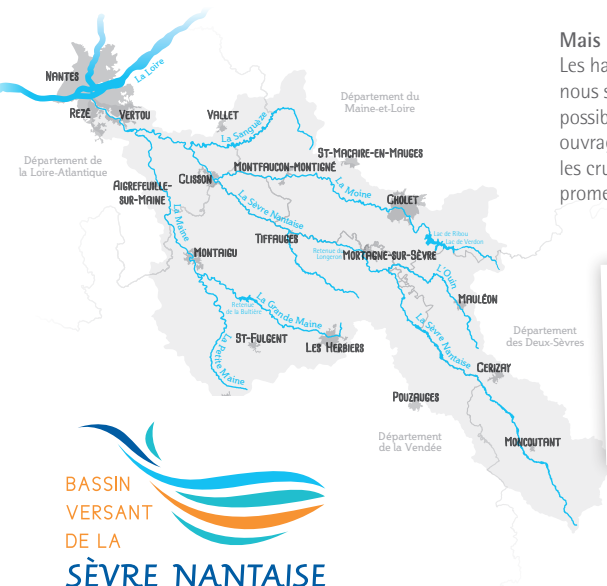 Mais
Les ha
nous s
possib
ouvrag
les cru
prome
La Loire
Nantes
Rezé
Vertou
Vallet
La Sanguèze
Département du
Maine-et-Loire
St-Macaire-en-Mauges
Montfaucon-Montigné
Département de
la Loire-Atlantique
Clisson
Aigrefeuille-
sur-Maine
La Moine
Cholet
La Maine
La Sèvre Nantaise
Lac de Ribou
Lac de Verdon
Tiffauges
Montaigu
Retenue du
Longeron
Mortagne-sur-Sèvre
L'Ouin
Mauléon
La Grande Maine
Retenue
de la Bultière
St-Fulgent
Les Herbiers
La Petite Maine
La Sèvre Nantaise
Département
des Deux-Sèvres
Cerizay
Pouzauges
Département
de la Vendée
Moncoutant
BASSIN
VERSANT
DE LA
SÈVRE NANTAISE